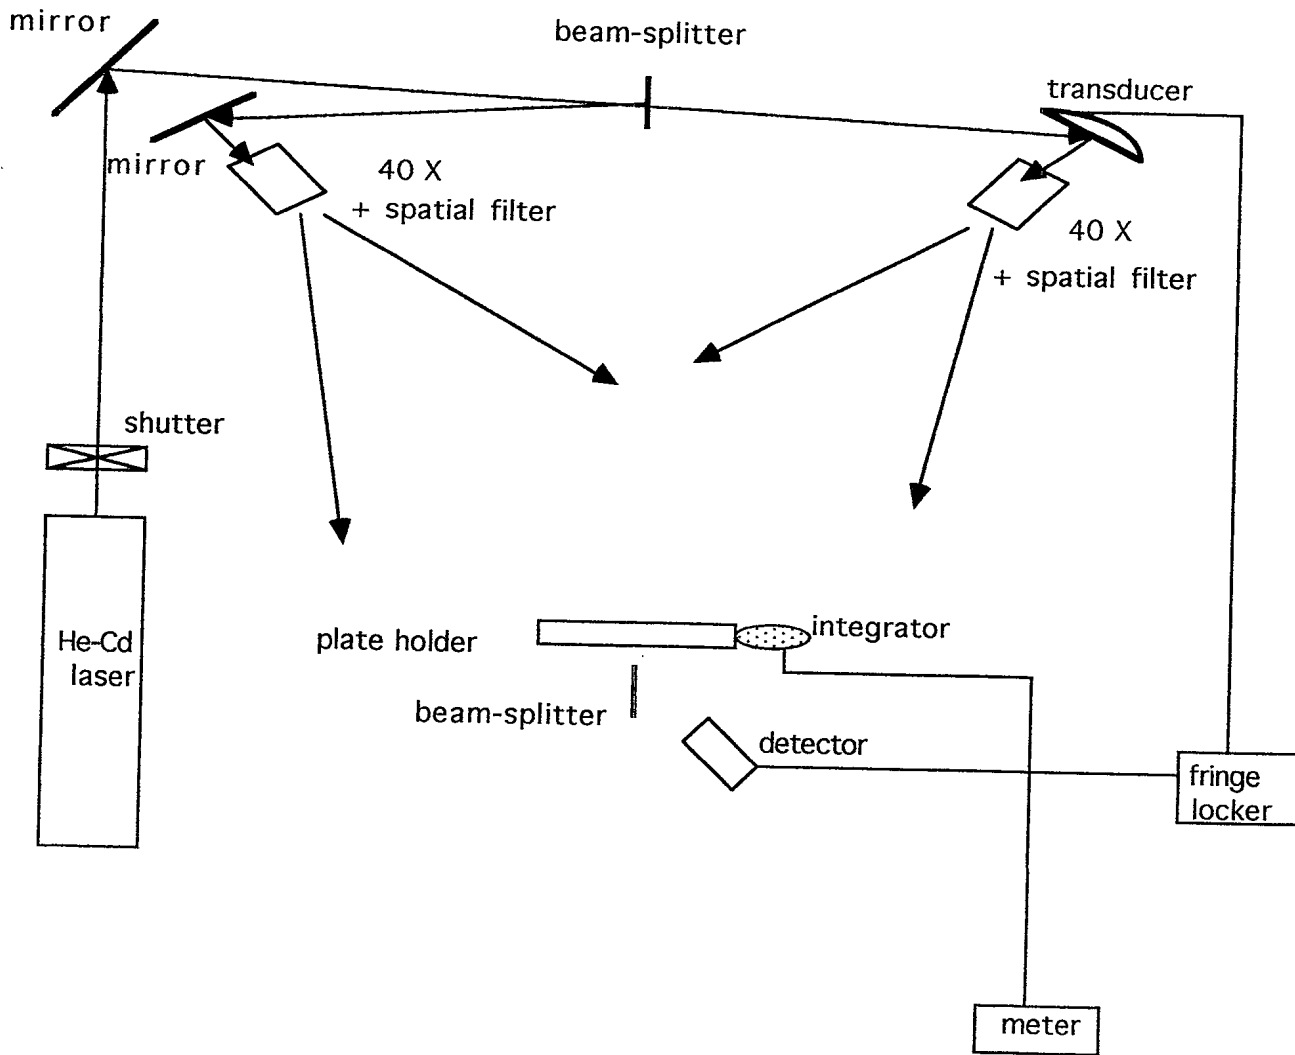 mirror
beam-splitter
transducer
mirror
40 X
+ spatial filter
40 X
+ spatial filter
shutter
He-Cd
laser
plate holder
integrator
beam-splitter
detector
fringe
locker
meter